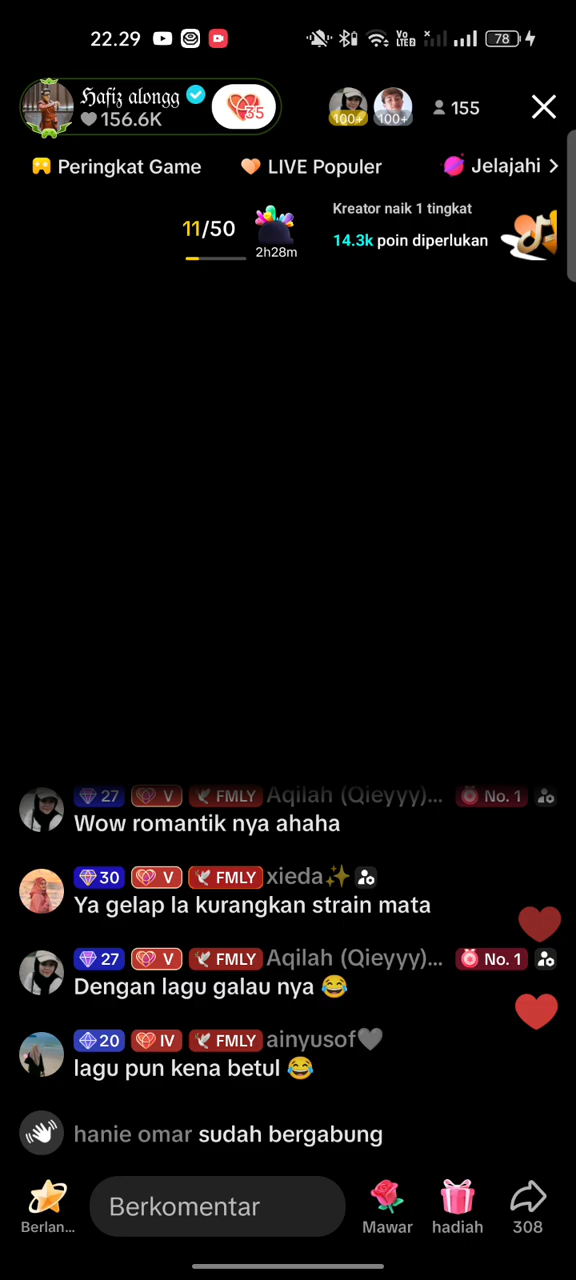 22.29
Vo LTE 2
78
Hafiz alongg
156.6K
35
100+
100+
155
Peringkat Game
LIVE Populer
Jelajahi
11/50
2h28m
Kreator naik 1 tingkat
14.3k poin diperlukan
27 V FMLY Aqilah (Qieyyy)... No. 1
Wow romantik nya ahaha
30 V FMLY xieda✨
Ya gelap la kurangkan strain mata
27 V FMLY Aqilah (Qieyyy)... No. 1
Dengan lagu galau nya 😂
20 IV FMLY ainyusof🖤
lagu pun kena betul 😂
hanie omar sudah bergabung
Berlan...
Berkomentar
Mawar
hadiah
308